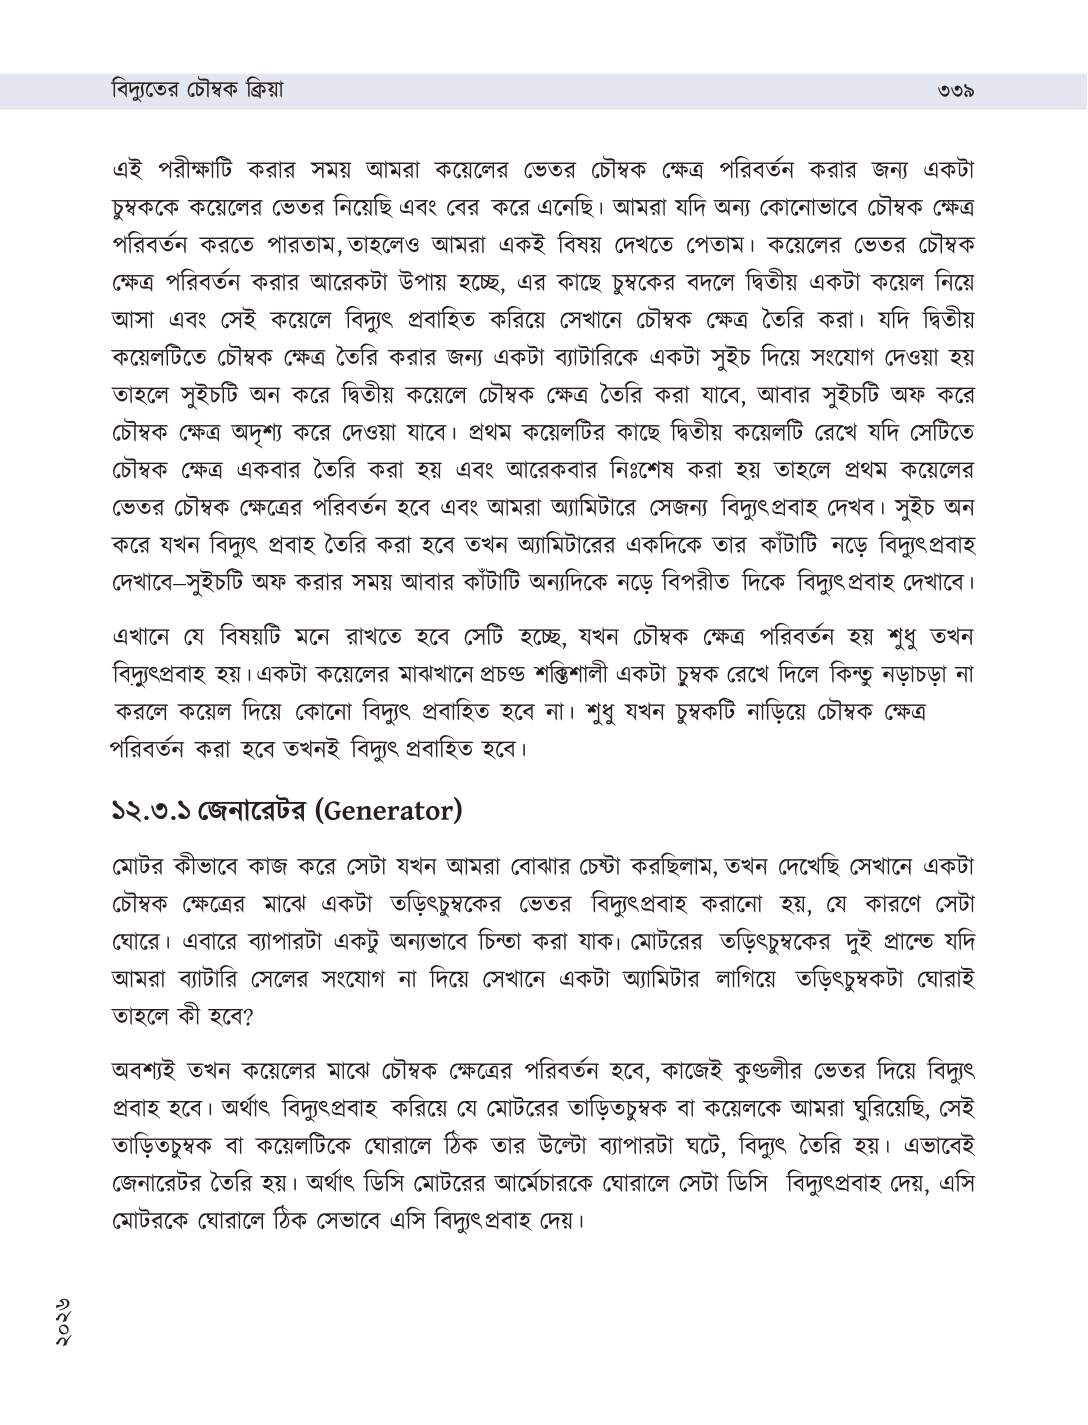 বিদ্যুতের চৌম্বক ক্রিয়া ৩৩৯
এই পরীক্ষাটি করার সময় আমরা কয়েলের ভেতর চৌম্বক ক্ষেত্র পরিবর্তন করার জন্য একটা
চুম্বককে কয়েলের ভেতর নিয়েছি এবং বের করে এনেছি। আমরা যদি অন্য কোনোভাবে চৌম্বক ক্ষেত্র
পরিবর্তন করতে পারতাম, তাহলেও আমরা একই বিষয় দেখতে পেতাম। কয়েলের ভেতর চৌম্বক
ক্ষেত্র পরিবর্তন করার আরেকটা উপায় হচ্ছে, এর কাছে চুম্বকের বদলে দ্বিতীয় একটা কয়েল নিয়ে
আসা এবং সেই কয়েলে বিদ্যুৎ প্রবাহিত করিয়ে সেখানে চৌম্বক ক্ষেত্র তৈরি করা। যদি দ্বিতীয়
কয়েলটিতে চৌম্বক ক্ষেত্র তৈরি করার জন্য একটা ব্যাটারিকে একটা সুইচ দিয়ে সংযোগ দেওয়া হয়
তাহলে সুইচটি অন করে দ্বিতীয় কয়েলে চৌম্বক ক্ষেত্র তৈরি করা যাবে, আবার সুইচটি অফ করে
চৌম্বক ক্ষেত্র অদৃশ্য করে দেওয়া যাবে। প্রথম কয়েলটির কাছে দ্বিতীয় কয়েলটি রেখে যদি সেটিতে
চৌম্বক ক্ষেত্র একবার তৈরি করা হয় এবং আরেকবার নিঃশেষ করা হয় তাহলে প্রথম কয়েলের
ভেতর চৌম্বক ক্ষেত্রের পরিবর্তন হবে এবং আমরা অ্যামিটারে সেজন্য বিদ্যুৎপ্রবাহ দেখব। সুইচ অন
করে যখন বিদ্যুৎ প্রবাহ তৈরি করা হবে তখন অ্যামিটারের একদিকে তার কাঁটাটি নড়ে বিদ্যুৎপ্রবাহ
দেখাবে–সুইচটি অফ করার সময় আবার কাঁটাটি অন্যদিকে নড়ে বিপরীত দিকে বিদ্যুৎপ্রবাহ দেখাবে।
এখানে যে বিষয়টি মনে রাখতে হবে সেটি হচ্ছে, যখন চৌম্বক ক্ষেত্র পরিবর্তন হয় শুধু তখন
বিদ্যুৎপ্রবাহ হয়। একটা কয়েলের মাঝখানে প্রচণ্ড শক্তিশালী একটা চুম্বক রেখে দিলে কিন্তু নড়াচড়া না
করলে কয়েল দিয়ে কোনো বিদ্যুৎ প্রবাহিত হবে না। শুধু যখন চুম্বকটি নাড়িয়ে চৌম্বক ক্ষেত্র
পরিবর্তন করা হবে তখনই বিদ্যুৎ প্রবাহিত হবে।
১২.৩.১ জেনারেটর (Generator)
মোটর কীভাবে কাজ করে সেটা যখন আমরা বোঝার চেষ্টা করছিলাম, তখন দেখেছি সেখানে একটা
চৌম্বক ক্ষেত্রের মাঝে একটা তড়িৎচুম্বকের ভেতর বিদ্যুৎপ্রবাহ করানো হয়, যে কারণে সেটা
ঘোরে। এবারে ব্যাপারটা একটু অন্যভাবে চিন্তা করা যাক। মোটরের তড়িৎচুম্বকের দুই প্রান্তে যদি
আমরা ব্যাটারি সেলের সংযোগ না দিয়ে সেখানে একটা অ্যামিটার লাগিয়ে তড়িৎচুম্বকটা ঘোরাই
তাহলে কী হবে?
অবশ্যই তখন কয়েলের মাঝে চৌম্বক ক্ষেত্রের পরিবর্তন হবে, কাজেই কুণ্ডলীর ভেতর দিয়ে বিদ্যুৎ
প্রবাহ হবে। অর্থাৎ বিদ্যুৎপ্রবাহ করিয়ে যে মোটরের তাড়িতচুম্বক বা কয়েলকে আমরা ঘুরিয়েছি, সেই
তাড়িতচুম্বক বা কয়েলটিকে ঘোরালে ঠিক তার উল্টো ব্যাপারটা ঘটে, বিদ্যুৎ তৈরি হয়। এভাবেই
জেনারেটর তৈরি হয়। অর্থাৎ ডিসি মোটরের আর্মেচারকে ঘোরালে সেটা ডিসি বিদ্যুৎপ্রবাহ দেয়, এসি
মোটরকে ঘোরালে ঠিক সেভাবে এসি বিদ্যুৎপ্রবাহ দেয়।
২০২৬